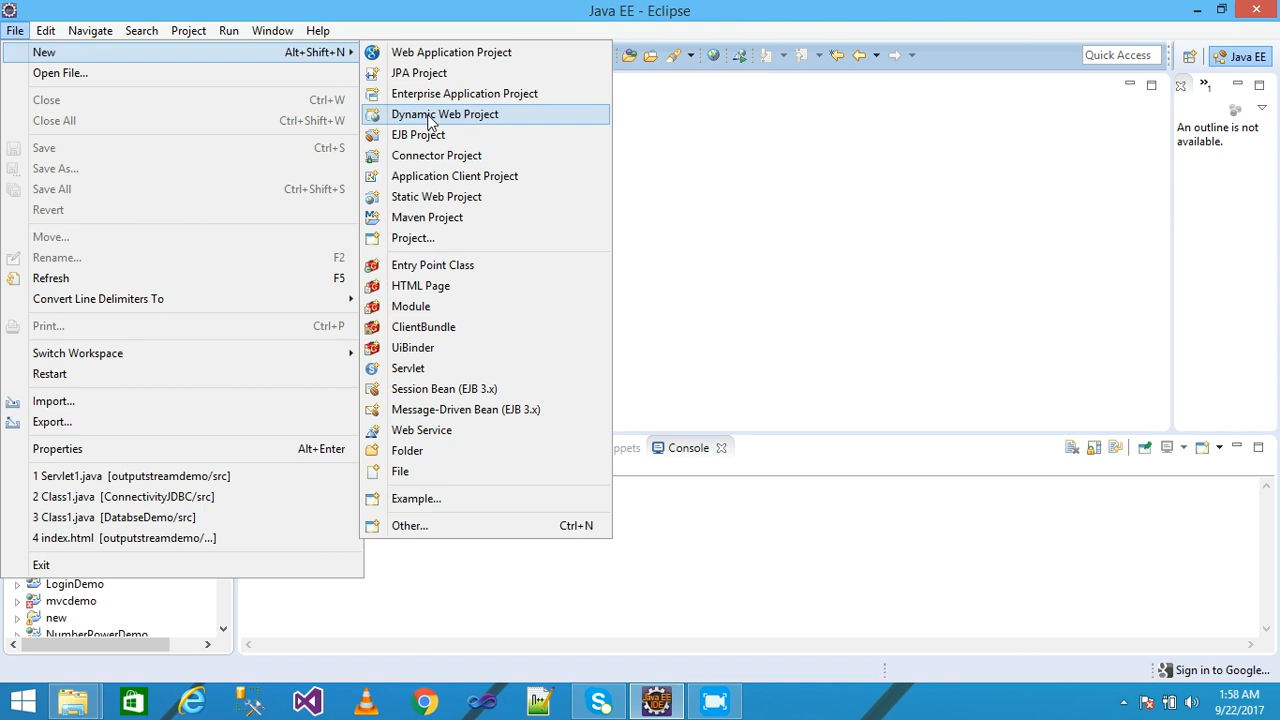 Java EE - Eclipse
File Edit Navigate Search Project Run Window Help
New Alt+Shift+N
Open File...
Close Ctrl+W
Close All Ctrl+Shift+W
Save Ctrl+S
Save As...
Save All Ctrl+Shift+S
Revert
Move...
Rename... F2
Refresh F5
Convert Line Delimiters To
Print... Ctrl+P
Switch Workspace
Restart
Import...
Export...
Properties Alt+Enter
1 Servlet1.java [outputstreamdemo/src]
2 Class1.java [ConnectivityJDBC/src]
3 Class1.java [DatabseDemo/src]
4 index.html [outputstreamdemo/...]
Exit
Web Application Project
JPA Project
Enterprise Application Project
Dynamic Web Project
EJB Project
Connector Project
Application Client Project
Static Web Project
Maven Project
Project...
Entry Point Class
HTML Page
Module
ClientBundle
UiBinder
Servlet
Session Bean (EJB 3.x)
Message-Driven Bean (EJB 3.x)
Web Service
Folder
File
Example...
Other... Ctrl+N
Quick Access
Java EE
An outline is not
available.
ppets
Console
LoginDemo
mvcdemo
new
NumberPowerDemo
Sign in to Google...
1:58 AM
9/22/2017